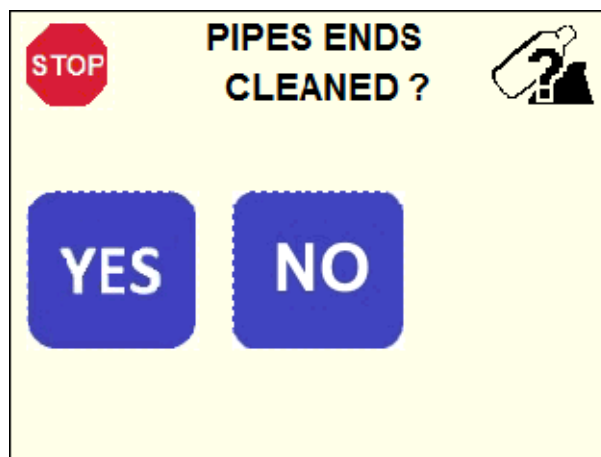 STOP
PIPES ENDS
CLEANED ?
?
YES
NO